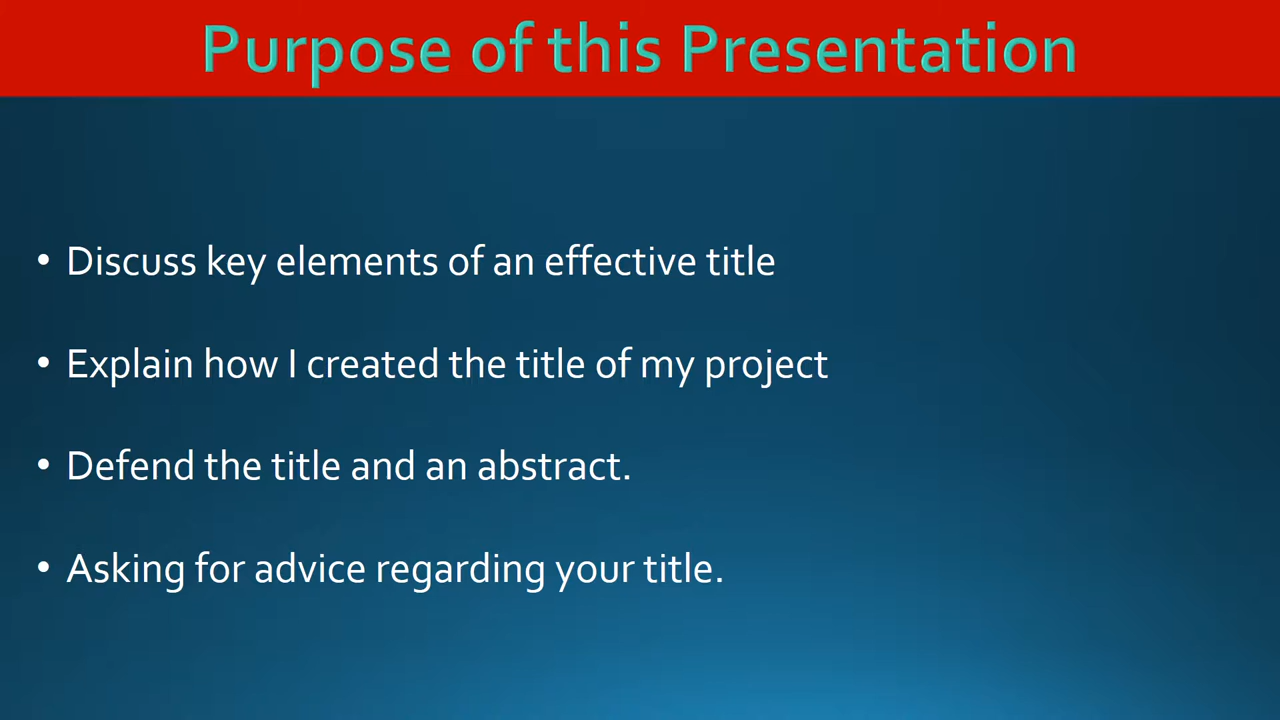 Purpose of this Presentation
• Discuss key elements of an effective title
• Explain how I created the title of my project
• Defend the title and an abstract.
• Asking for advice regarding your title.